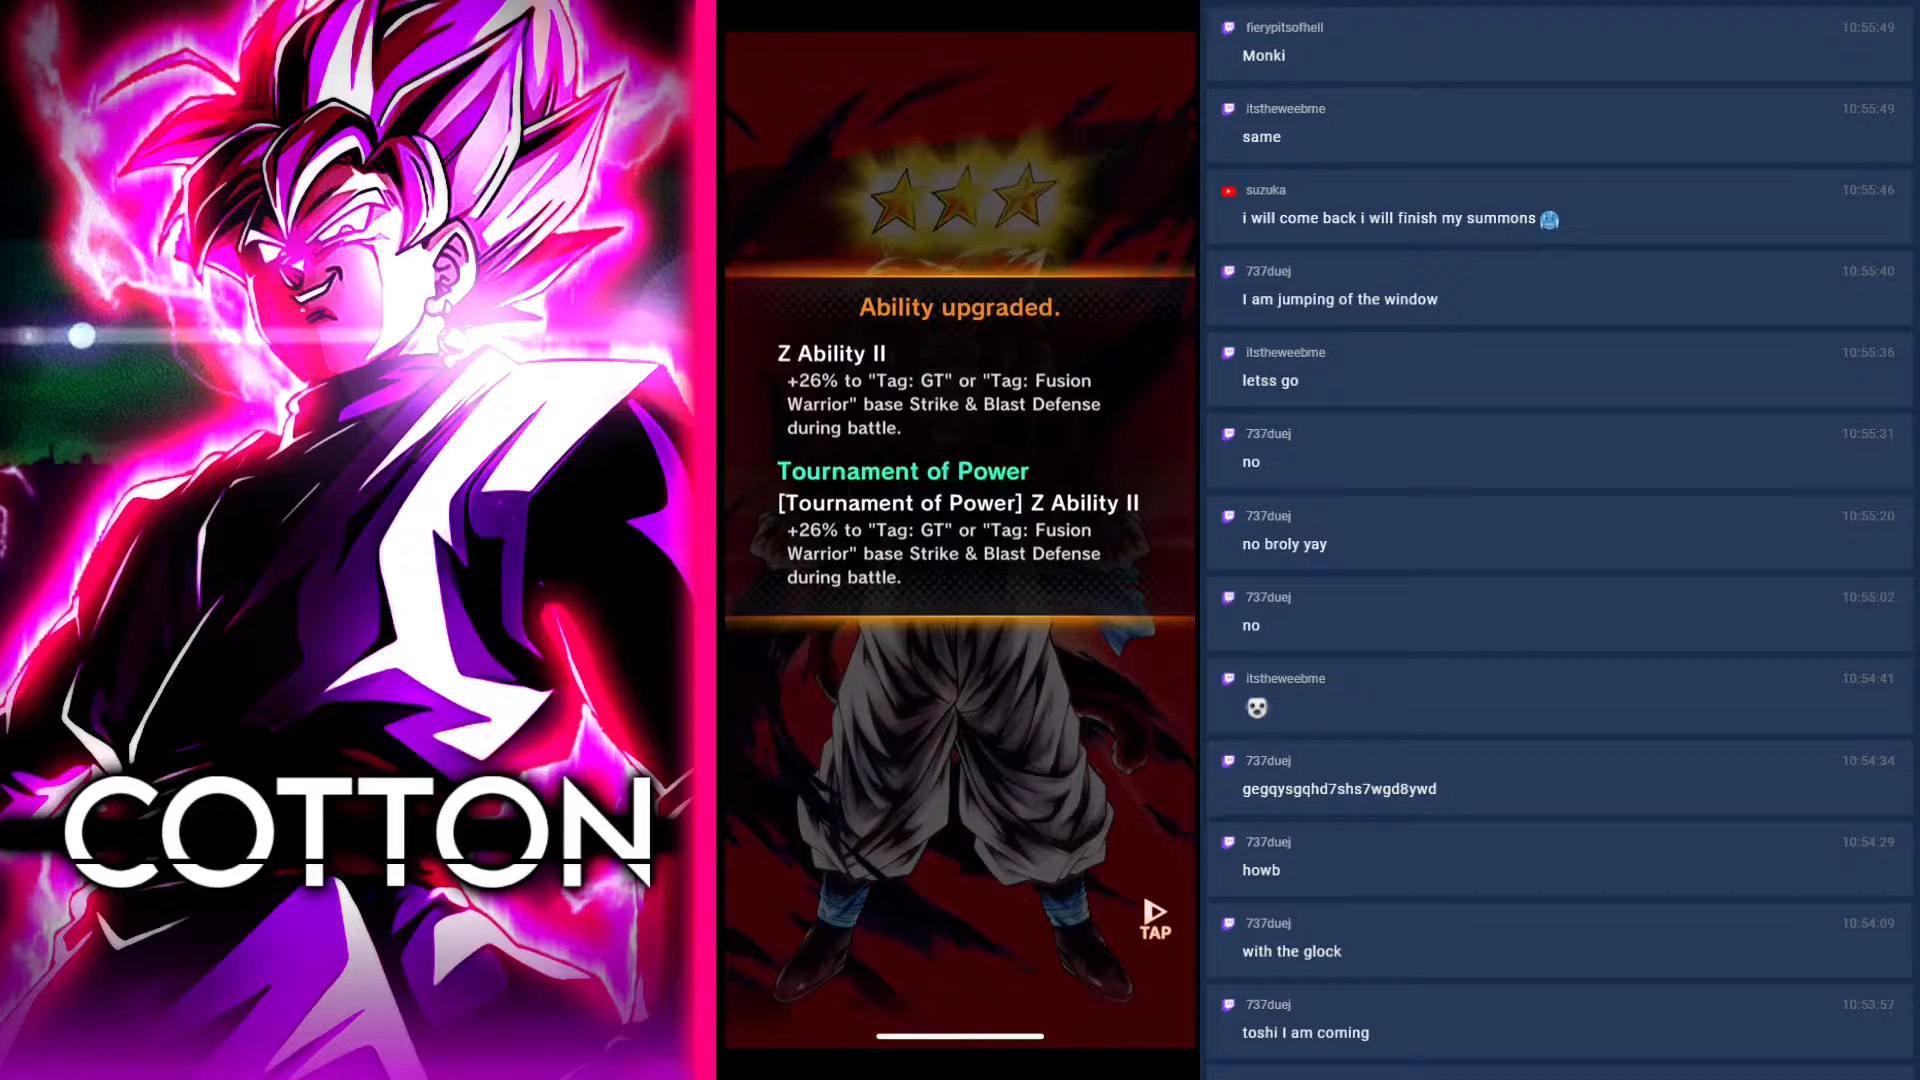 COTTON
Ability upgraded.
Z Ability II
+26% to "Tag: GT" or "Tag: Fusion
Warrior" base Strike & Blast Defense
during battle.
Tournament of Power
[Tournament of Power] Z Ability II
+26% to "Tag: GT" or "Tag: Fusion
Warrior" base Strike & Blast Defense
during battle.
TAP
fierypitsofhell 10:55:49
Monki
itstheweebme 10:55:49
same
suzuka 10:55:46
i will come back i will finish my summons
737duej 10:55:40
I am jumping of the window
itstheweebme 10:55:36
letss go
737duej 10:55:31
no
737duej 10:55:20
no broly yay
737duej 10:55:02
no
itstheweebme 10:54:41
737duej 10:54:34
gegqysgqhd7shs7wgd8ywd
737duej 10:54:29
howb
737duej 10:54:09
with the glock
737duej 10:53:57
toshi I am coming